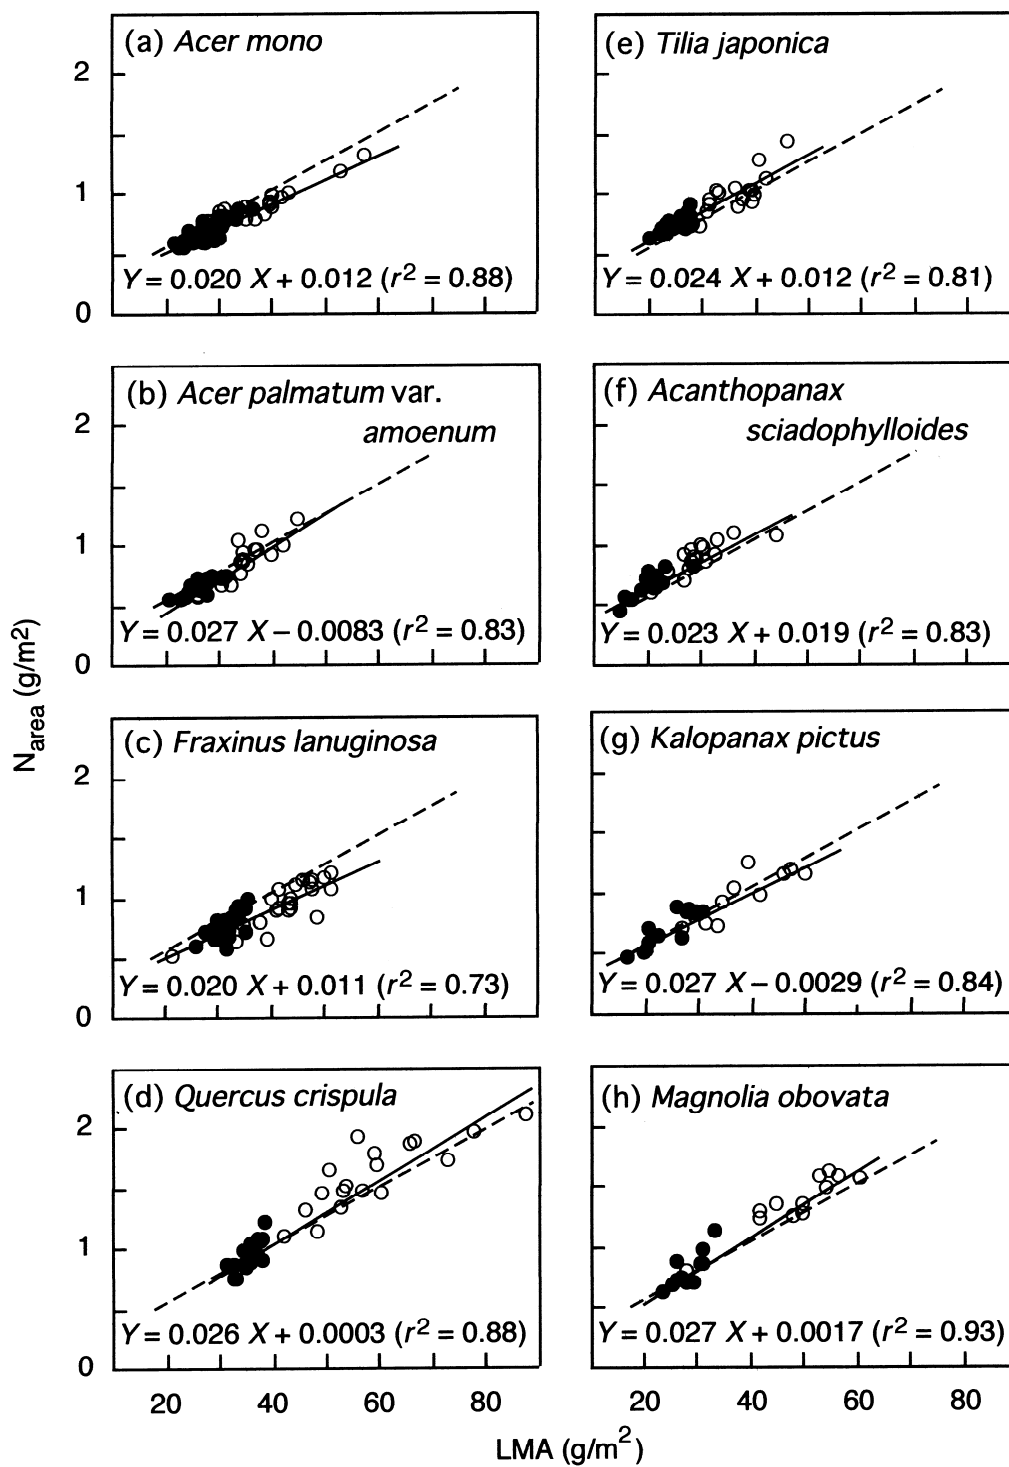 (a) Acer mono
2
1
0
Y = 0.020 X + 0.012 (r² = 0.88)
(e) Tilia japonica
Y = 0.024 X + 0.012 (r² = 0.81)
(b) Acer palmatum var.
amoenum
2
1
0
Y = 0.027 X − 0.0083 (r² = 0.83)
(f) Acanthopanax
sciadophylloides
Y = 0.023 X + 0.019 (r² = 0.83)
N_area (g/m²)
(c) Fraxinus lanuginosa
2
1
0
Y = 0.020 X + 0.011 (r² = 0.73)
(g) Kalopanax pictus
Y = 0.027 X − 0.0029 (r² = 0.84)
(d) Quercus crispula
2
1
0
Y = 0.026 X + 0.0003 (r² = 0.88)
(h) Magnolia obovata
Y = 0.027 X + 0.0017 (r² = 0.93)
20 40 60 80
20 40 60 80
LMA (g/m²)